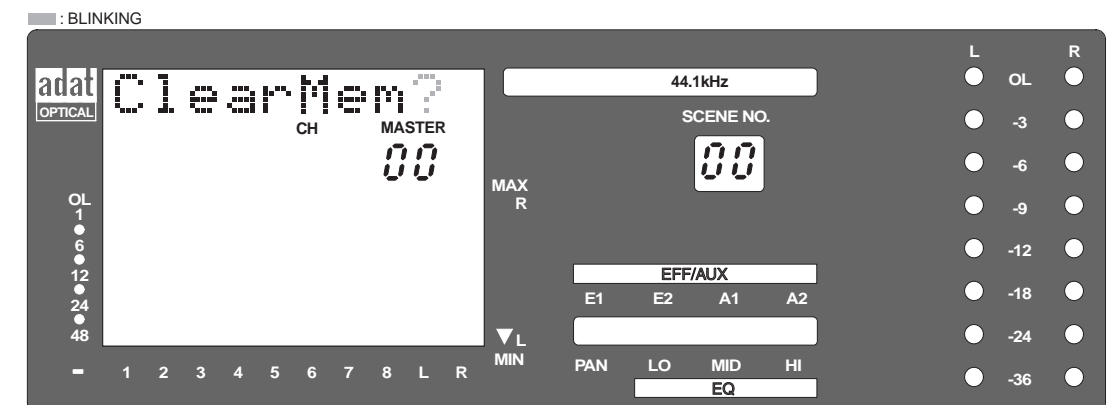 : BLINKING
L R
adat
OPTICAL
ClearMem?
CH MASTER
00
44.1kHz
SCENE NO.
00
OL
-3
-6
-9
-12
-18
-24
-36
OL
1
6
12
24
48
-
MAX
R
L
MIN
1 2 3 4 5 6 7 8 L R
EFF/AUX
E1 E2 A1 A2
PAN LO MID HI
EQ